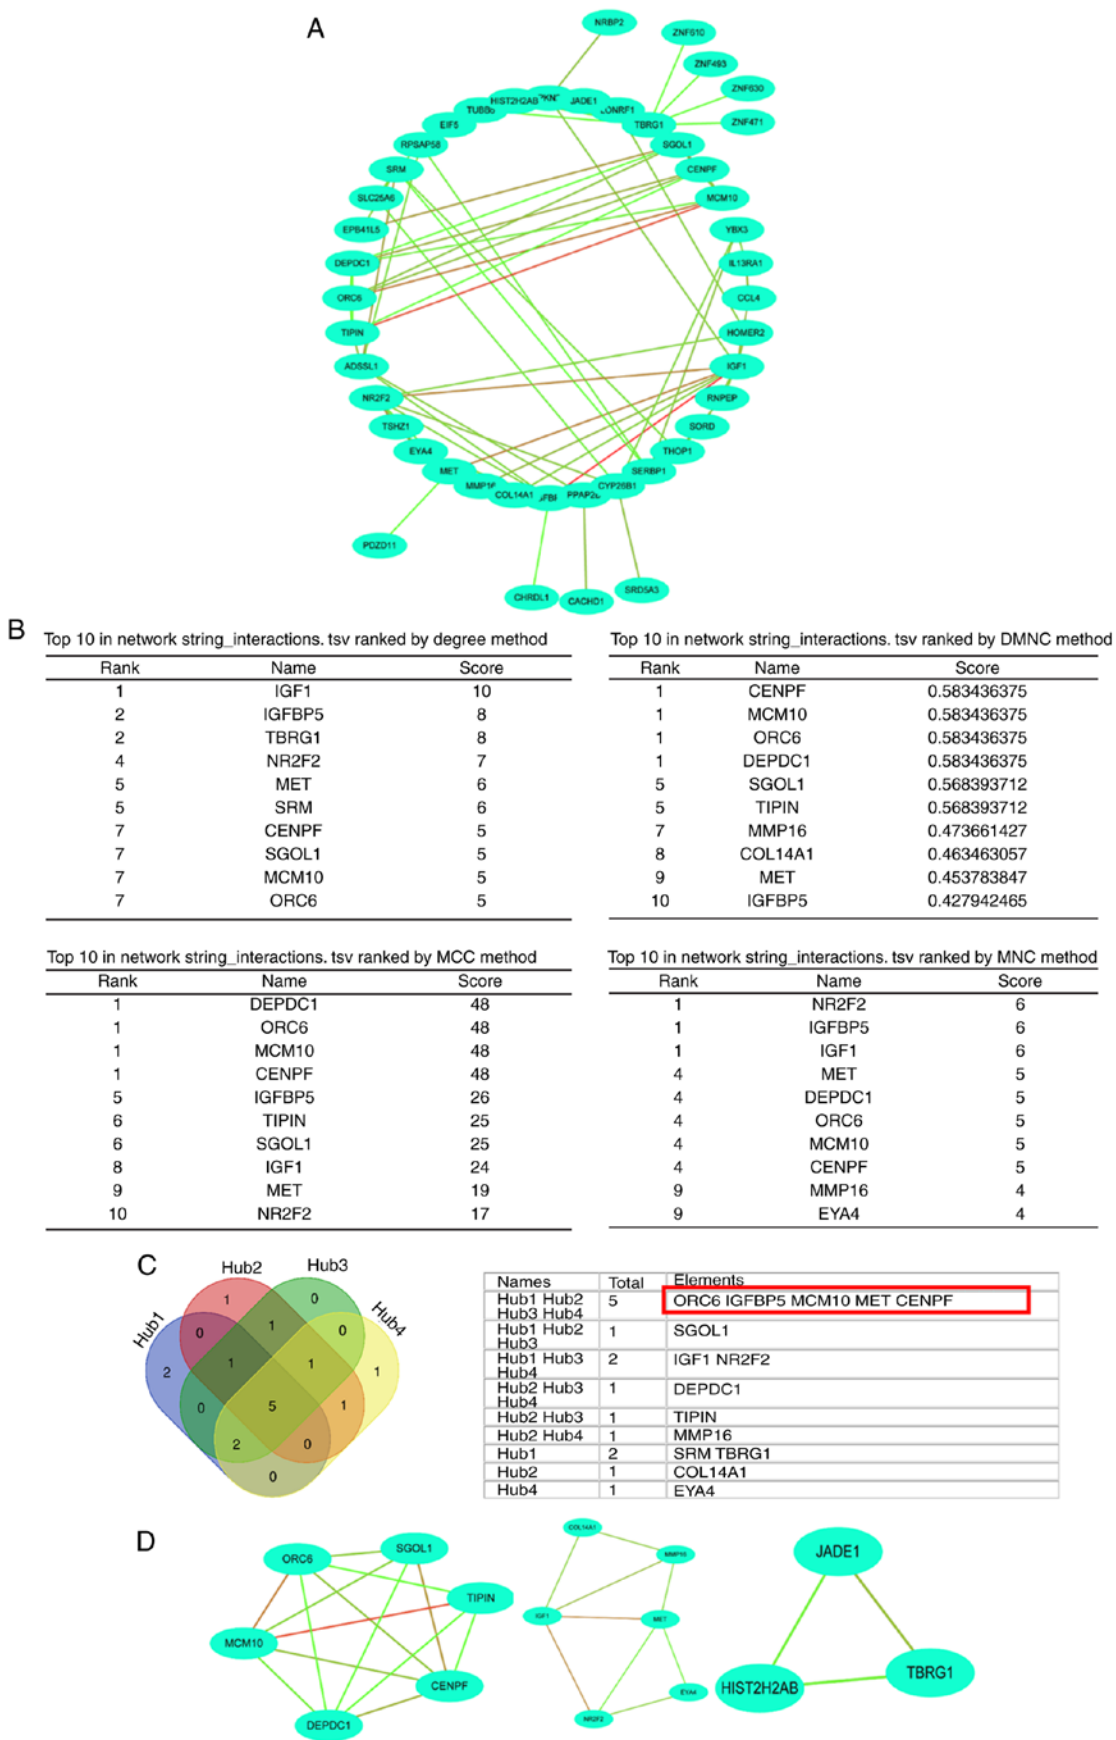 A
NRBP2
ZNF610
ZNF493
ZNF630
ZNF471
HIST2H2AB
JADE1
TUBB6
EIF5
TBRG1
RPSAP58
SGOL1
SRM
CENPF
SLC25A6
MCM10
EPB41L5
YBX3
DEPDC1
IL13RA1
ORC6
CCL4
TIPIN
HOMER2
ADSSL1
IGF1
NR2F2
RNPEP
TSHZ1
SORD
EYA4
THOP1
MET
SERBP1
MMP16
CYP26B1
COL14A1
PDZD11
CHRDL1
CACHD1
SRD5A3
B
Top 10 in network string_interactions. tsv ranked by degree method
Rank Name Score
1 IGF1 10
2 IGFBP5 8
2 TBRG1 8
4 NR2F2 7
5 MET 6
5 SRM 6
7 CENPF 5
7 SGOL1 5
7 MCM10 5
7 ORC6 5
Top 10 in network string_interactions. tsv ranked by DMNC method
Rank Name Score
1 CENPF 0.583436375
1 MCM10 0.583436375
1 ORC6 0.583436375
1 DEPDC1 0.583436375
5 SGOL1 0.568393712
5 TIPIN 0.568393712
7 MMP16 0.473661427
8 COL14A1 0.463463057
9 MET 0.453783847
10 IGFBP5 0.427942465
Top 10 in network string_interactions. tsv ranked by MCC method
Rank Name Score
1 DEPDC1 48
1 ORC6 48
1 MCM10 48
1 CENPF 48
5 IGFBP5 26
6 TIPIN 25
6 SGOL1 25
8 IGF1 24
9 MET 19
10 NR2F2 17
Top 10 in network string_interactions. tsv ranked by MNC method
Rank Name Score
1 NR2F2 6
1 IGFBP5 6
1 IGF1 6
4 MET 5
4 DEPDC1 5
4 ORC6 5
4 MCM10 5
4 CENPF 5
9 MMP16 4
9 EYA4 4
C
Hub1
Hub2
Hub3
Hub4
1 0
0 1 0
2 1 1 1
0 5 1
2 0
0
Names Total Elements
Hub1 Hub2 5 ORC6 IGFBP5 MCM10 MET CENPF
Hub3 Hub4
Hub1 Hub2 1 SGOL1
Hub3
Hub1 Hub3 2 IGF1 NR2F2
Hub4
Hub2 Hub3 1 DEPDC1
Hub4
Hub2 Hub3 1 TIPIN
Hub2 Hub4 1 MMP16
Hub1 2 SRM TBRG1
Hub2 1 COL14A1
Hub4 1 EYA4
D
ORC6
SGOL1
TIPIN
MCM10
CENPF
DEPDC1
COL14A1
MMP16
IGF1
MET
EYA4
NR2F2
JADE1
HIST2H2AB
TBRG1